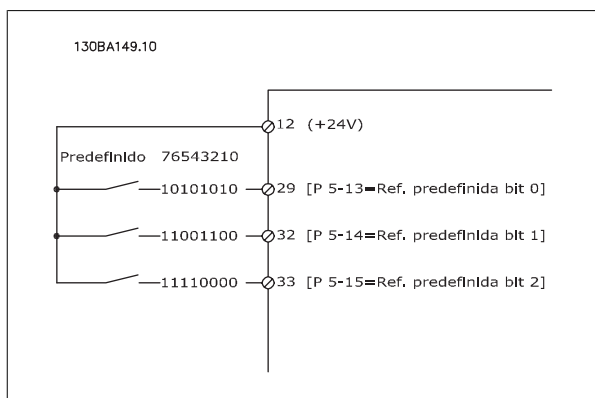 130BA149.10
12 (+24V)
Predefinido 76543210
10101010 29 [P 5-13=Ref. predefinida bit 0]
11001100 32 [P 5-14=Ref. predefinida bit 1]
11110000 33 [P 5-15=Ref. predefinida bit 2]